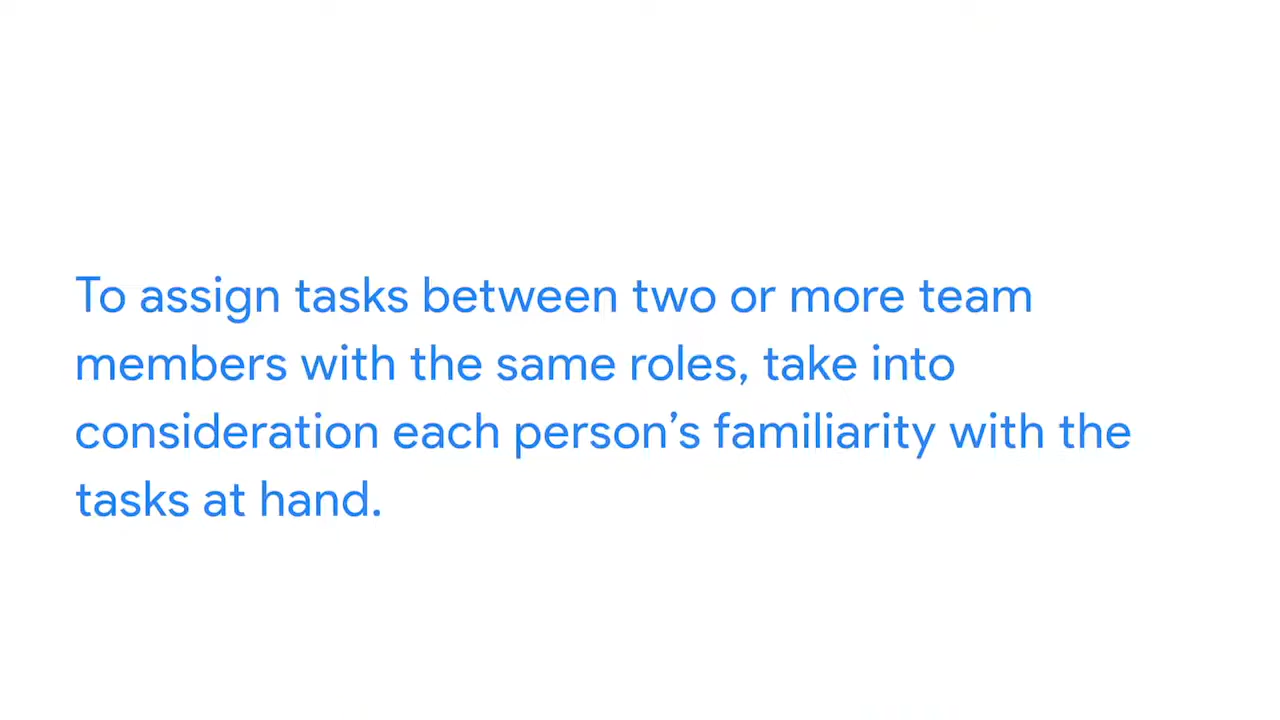 To assign tasks between two or more team
members with the same roles, take into
consideration each person’s familiarity with the
tasks at hand.